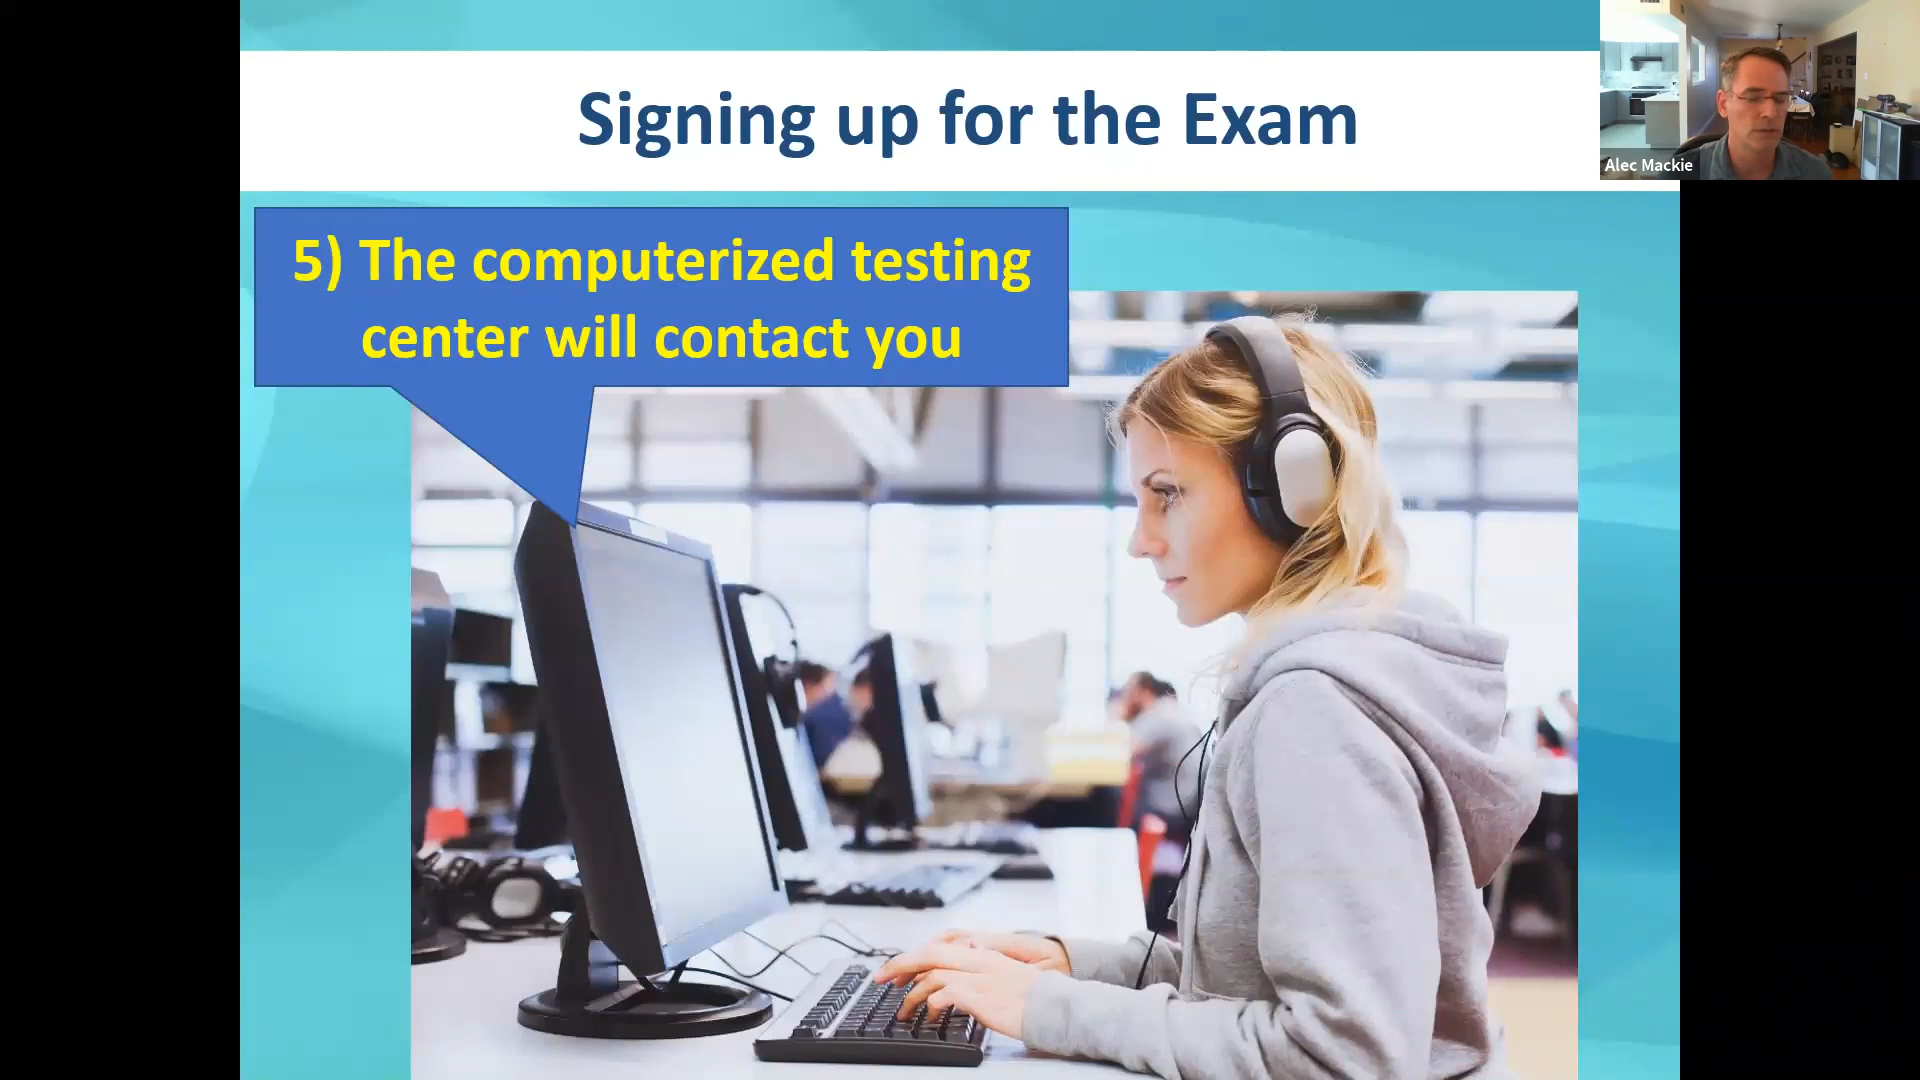 Signing up for the Exam
Alec Mackie
5) The computerized testing
center will contact you